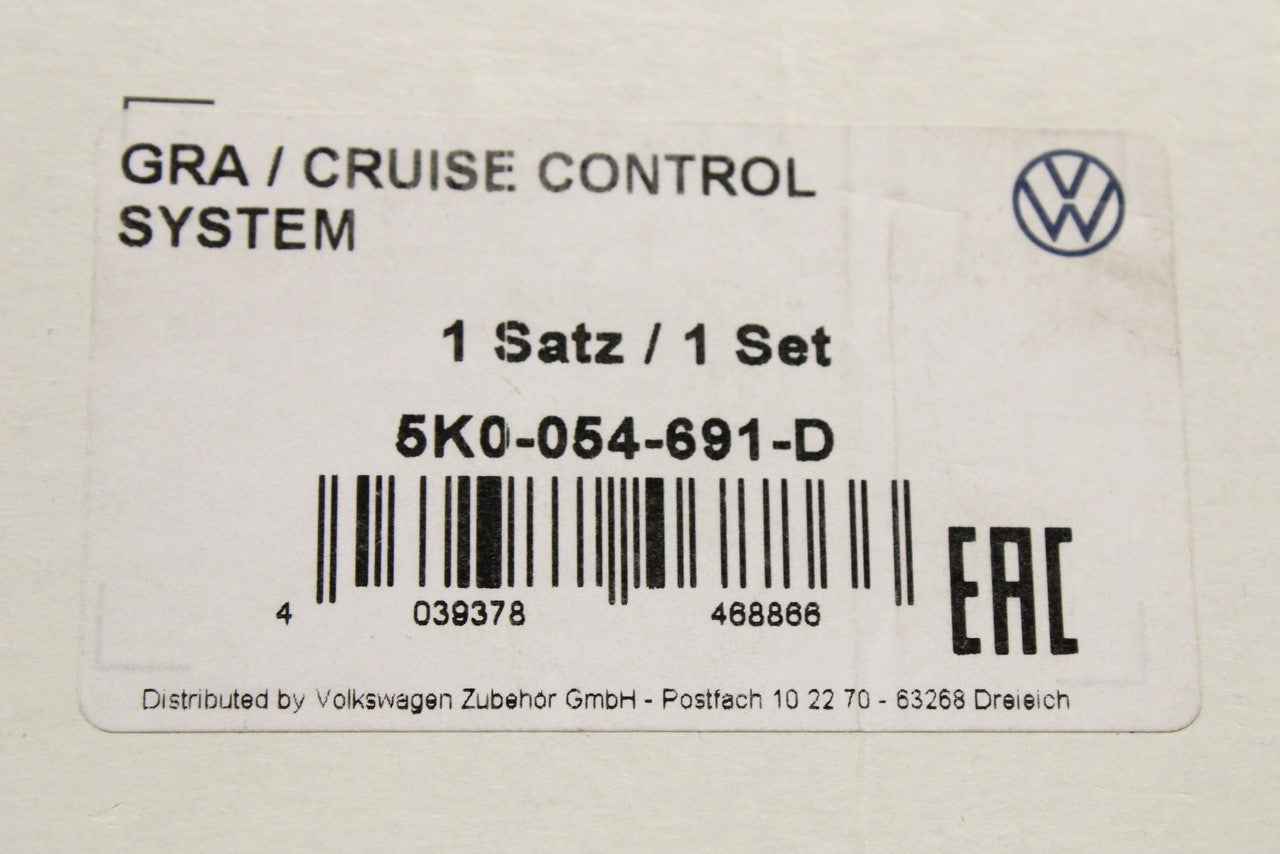 GRA / CRUISE CONTROL
SYSTEM
1 Satz / 1 Set
5K0-054-691-D
4 039378 468866
EAC
Distributed by Volkswagen Zubehör GmbH - Postfach 10 22 70 - 63268 Dreieich